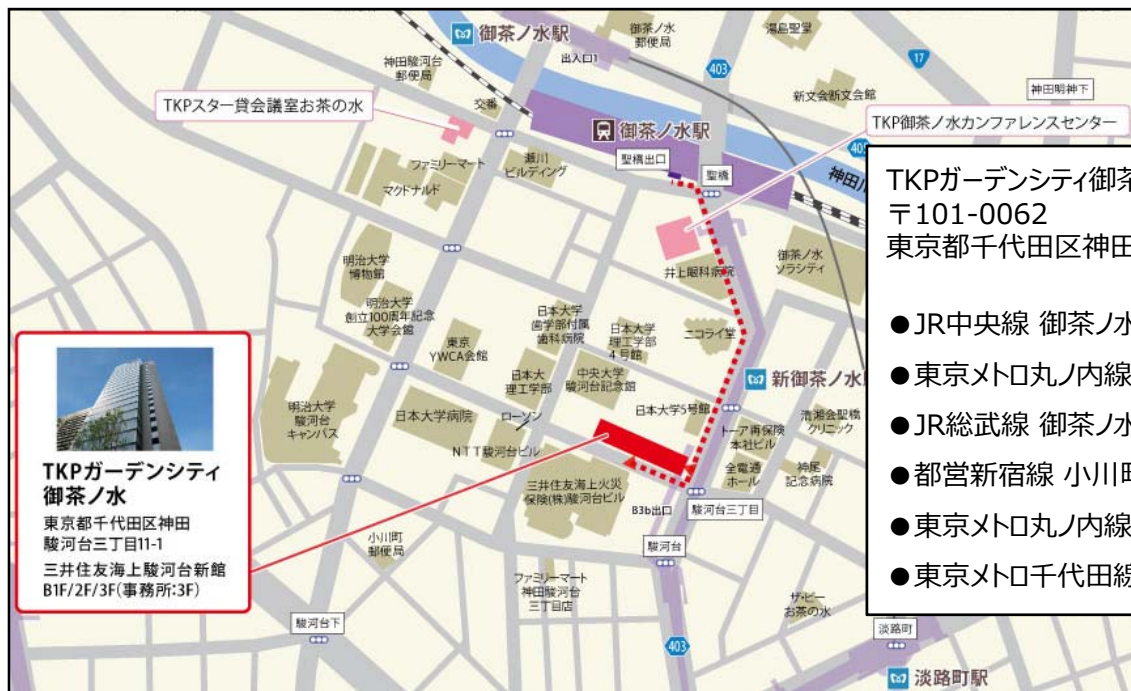 御茶ノ水駅
御茶ノ水
郵便局
湯島聖堂
出入口1
403
17
神田駿河台
郵便局
新文会新文会館
神田明神下
TKPスター貸会議室お茶の水
交番
御茶ノ水駅
TKP御茶ノ水カンファレンスセンター
405
聖橋出口
聖橋
神田川
ファミリーマート
瀬川
ビルディング
マクドナルド
TKPガーデンシティ御茶
〒101-0062
東京都千代田区神田
●JR中央線 御茶ノ水
●東京メトロ丸ノ内線
●JR総武線 御茶ノ水
●都営新宿線 小川町
●東京メトロ丸ノ内線
●東京メトロ千代田線
明治大学
博物館
井上眼科病院
御茶ノ水
ソラシティ
明治大学
創立100周年記念
大学会館
日本大学
歯学部付属
歯科病院
日本大学
理工学部
4号館
ニコライ堂
東京
YWCA会館
日本大
理工学部
中央大学
駿河台記念館
新御茶ノ水
明治大学
駿河台
キャンパス
日本大学病院
ローソン
日本大学5号館
トーア再保険
本社ビル
清湘会聖橋
クリニック
NTT駿河台ビル
全電通
ホール
神尾
記念病院
三井住友海上火災
保険(株)駿河台ビル
B3b出口
駿河台三丁目
TKPガーデンシティ
御茶ノ水
東京都千代田区神田
駿河台三丁目11-1
三井住友海上駿河台新館
B1F/2F/3F(事務所:3F)
小川町
郵便局
駿河台
ファミリーマート
神田駿河台
三丁目店
ザ・ビー
お茶の水
駿河台下
403
淡路町
淡路町駅